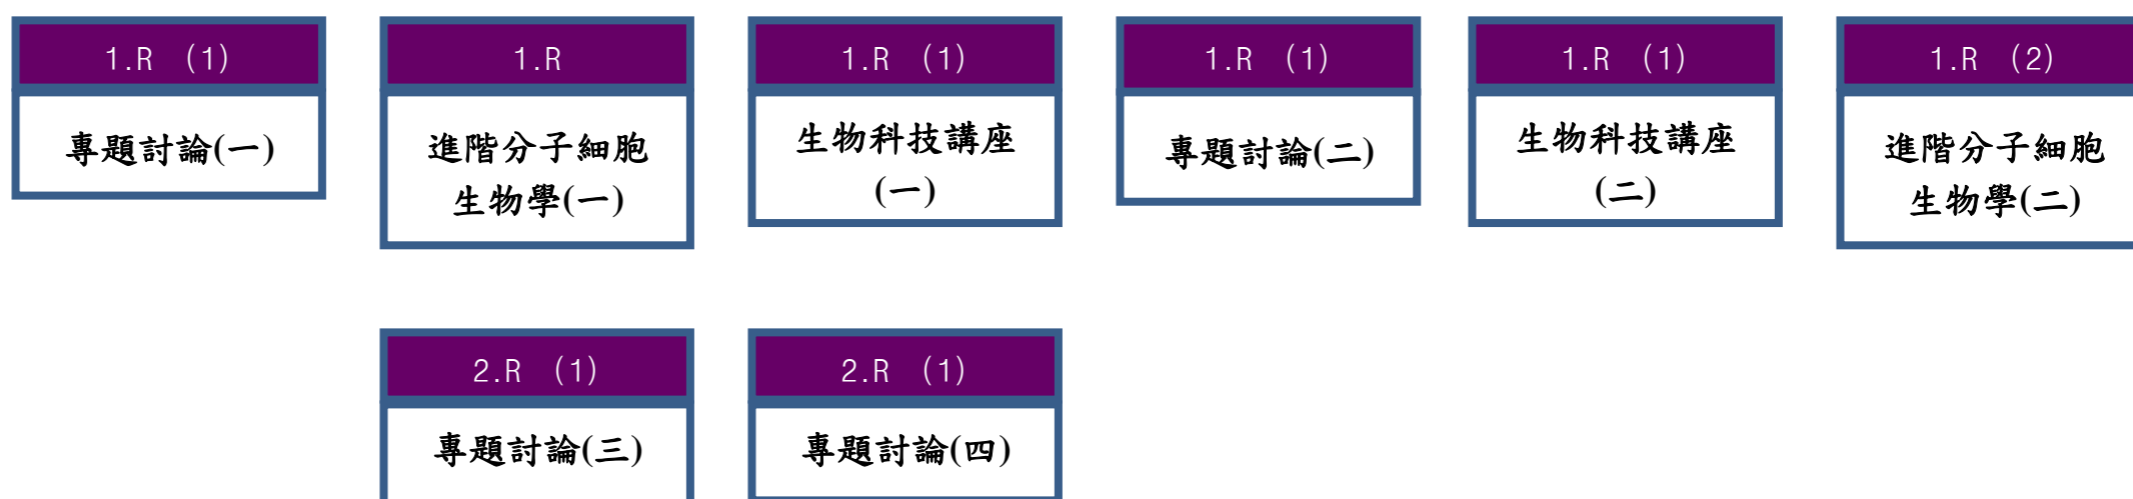 1.R (1)
專題討論(一)
1.R
進階分子細胞
生物學(一)
1.R (1)
生物科技講座
(一)
1.R (1)
專題討論(二)
1.R (1)
生物科技講座
(二)
1.R (2)
進階分子細胞
生物學(二)
2.R (1)
專題討論(三)
2.R (1)
專題討論(四)